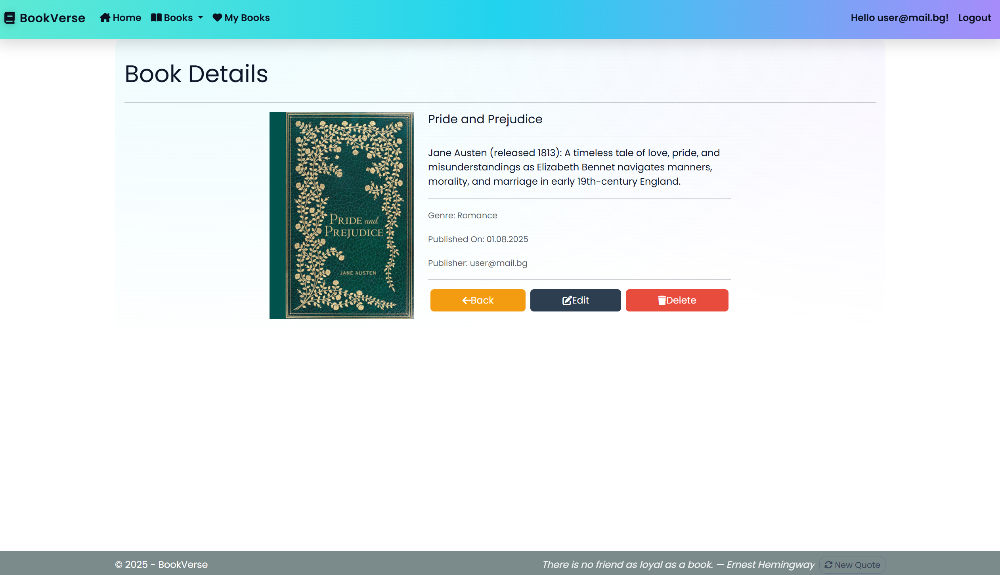 BookVerse Home Books My Books Hello user@mail.bg! Logout
Book Details
Pride and Prejudice
Jane Austen (released 1813): A timeless tale of love, pride, and
misunderstandings as Elizabeth Bennet navigates manners,
morality, and marriage in early 19th-century England.
PRIDE and
PREJUDICE
JANE AUSTEN
Genre: Romance
Published On: 01.08.2025
Publisher: user@mail.bg
Back Edit Delete
© 2025 - BookVerse There is no friend as loyal as a book. — Ernest Hemingway New Quote